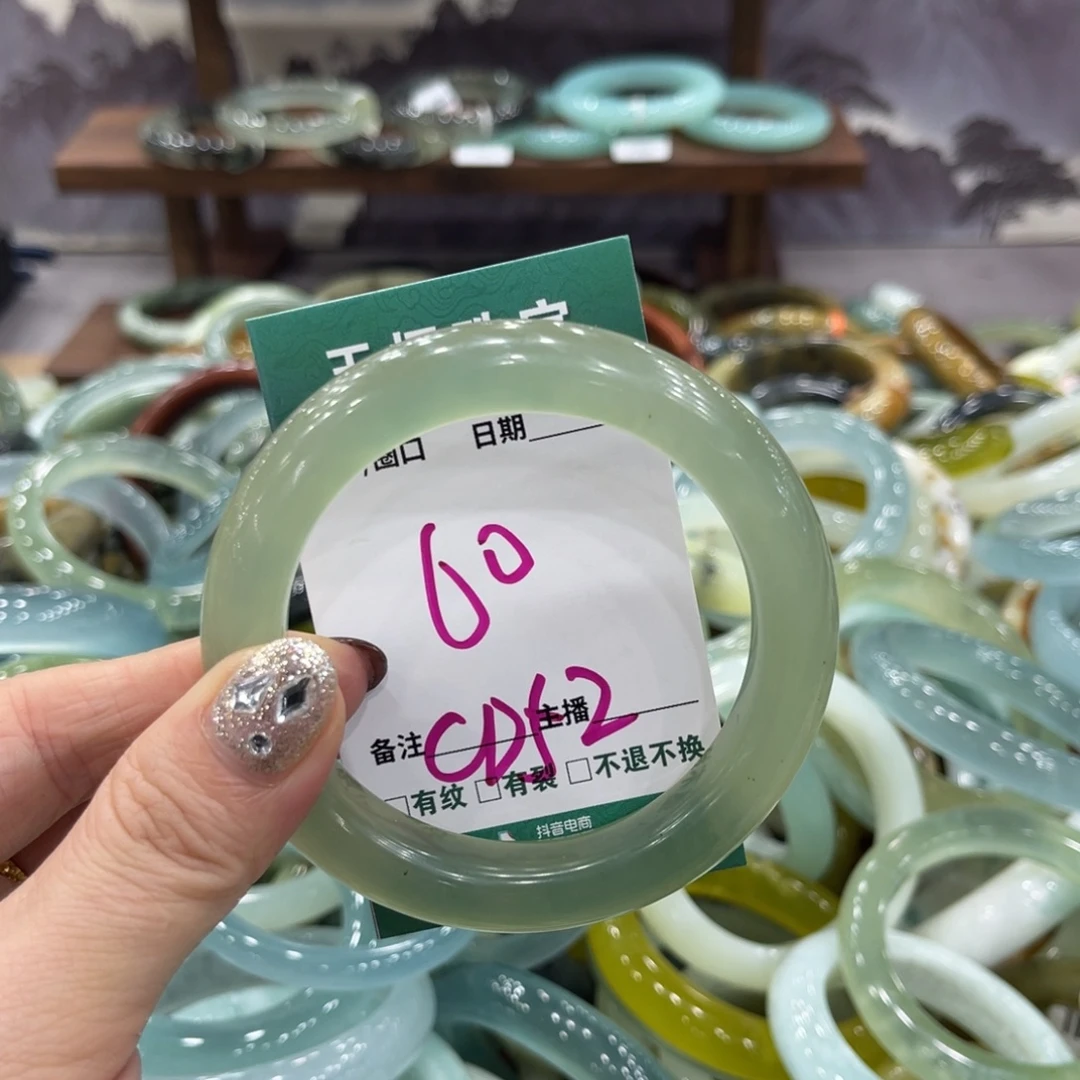 圈口 日期
60
CDf2
备注 主播
□有纹 □有裂 □不退不换
抖音电商